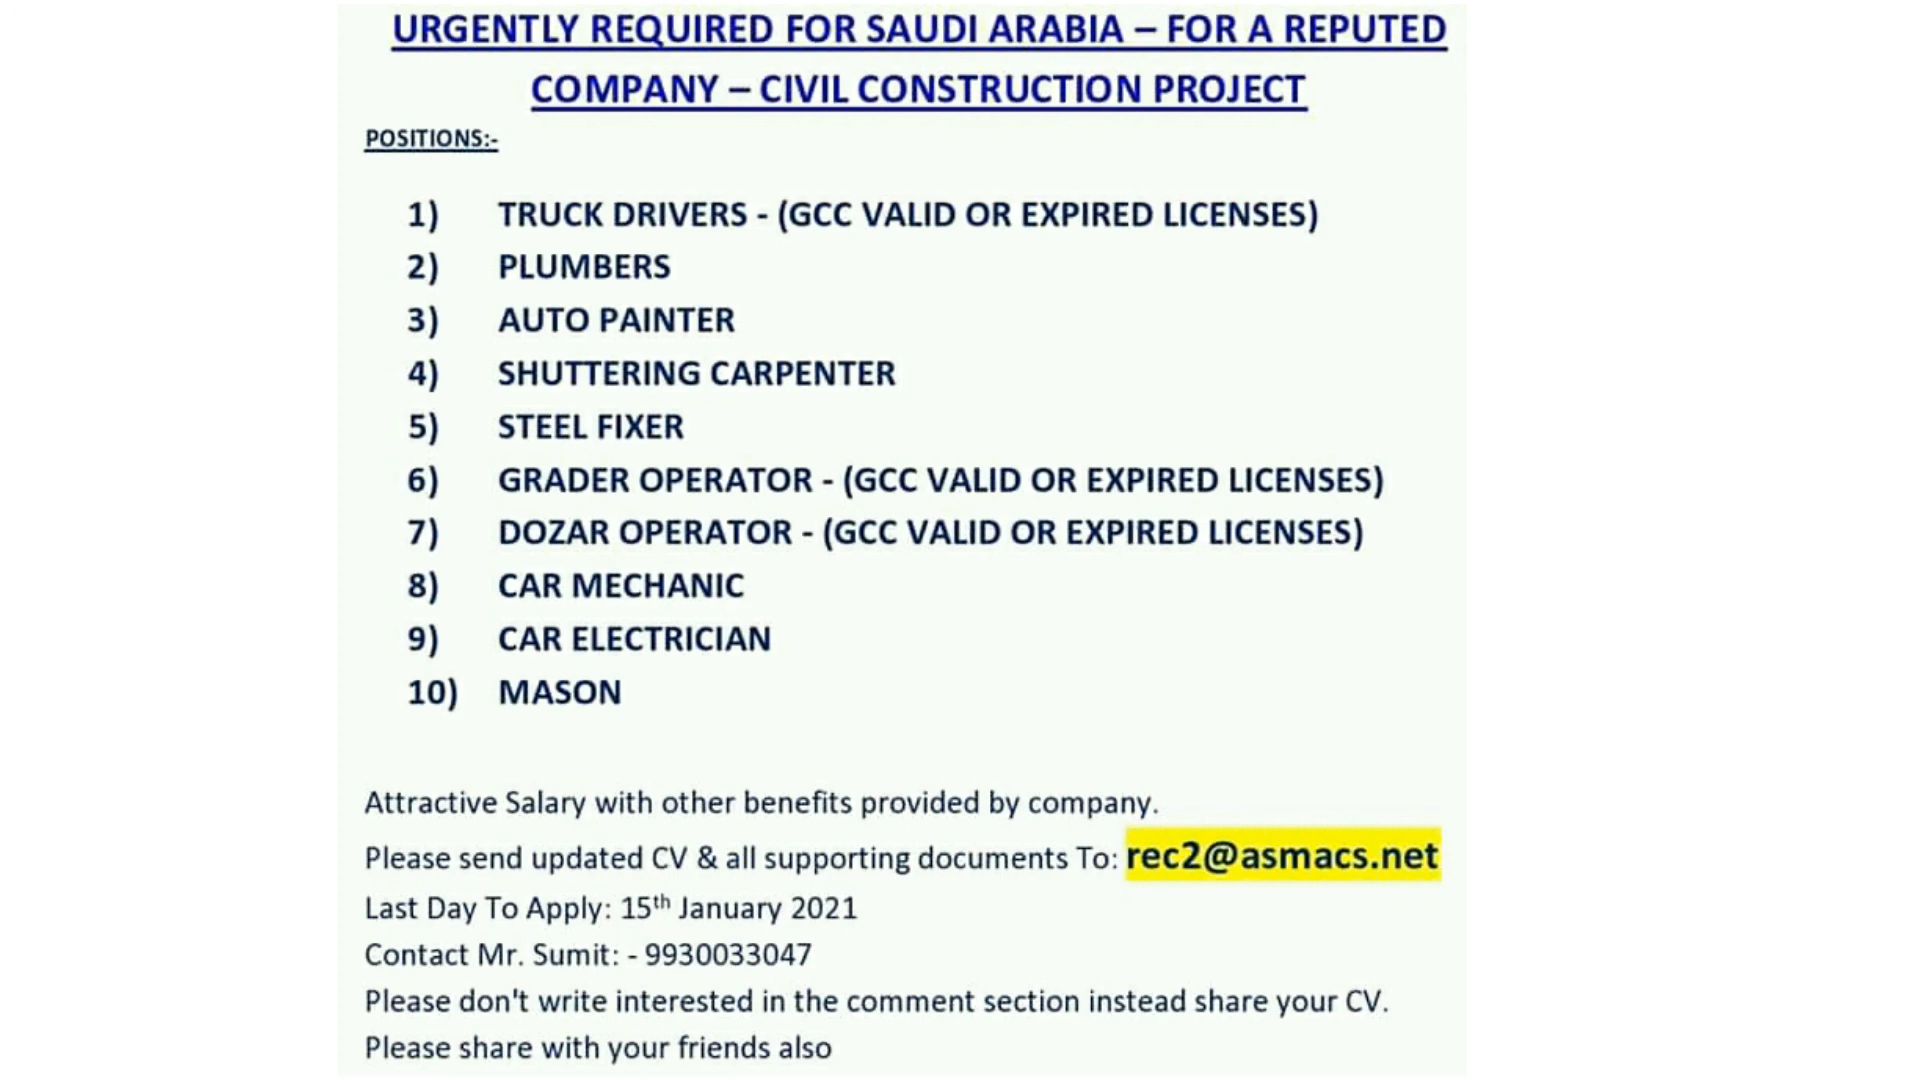 URGENTLY REQUIRED FOR SAUDI ARABIA – FOR A REPUTED
COMPANY – CIVIL CONSTRUCTION PROJECT
POSITIONS:-
1) TRUCK DRIVERS - (GCC VALID OR EXPIRED LICENSES)
2) PLUMBERS
3) AUTO PAINTER
4) SHUTTERING CARPENTER
5) STEEL FIXER
6) GRADER OPERATOR - (GCC VALID OR EXPIRED LICENSES)
7) DOZAR OPERATOR - (GCC VALID OR EXPIRED LICENSES)
8) CAR MECHANIC
9) CAR ELECTRICIAN
10) MASON
Attractive Salary with other benefits provided by company.
Please send updated CV & all supporting documents To: rec2@asmacs.net
Last Day To Apply: 15th January 2021
Contact Mr. Sumit: - 9930033047
Please don't write interested in the comment section instead share your CV.
Please share with your friends also